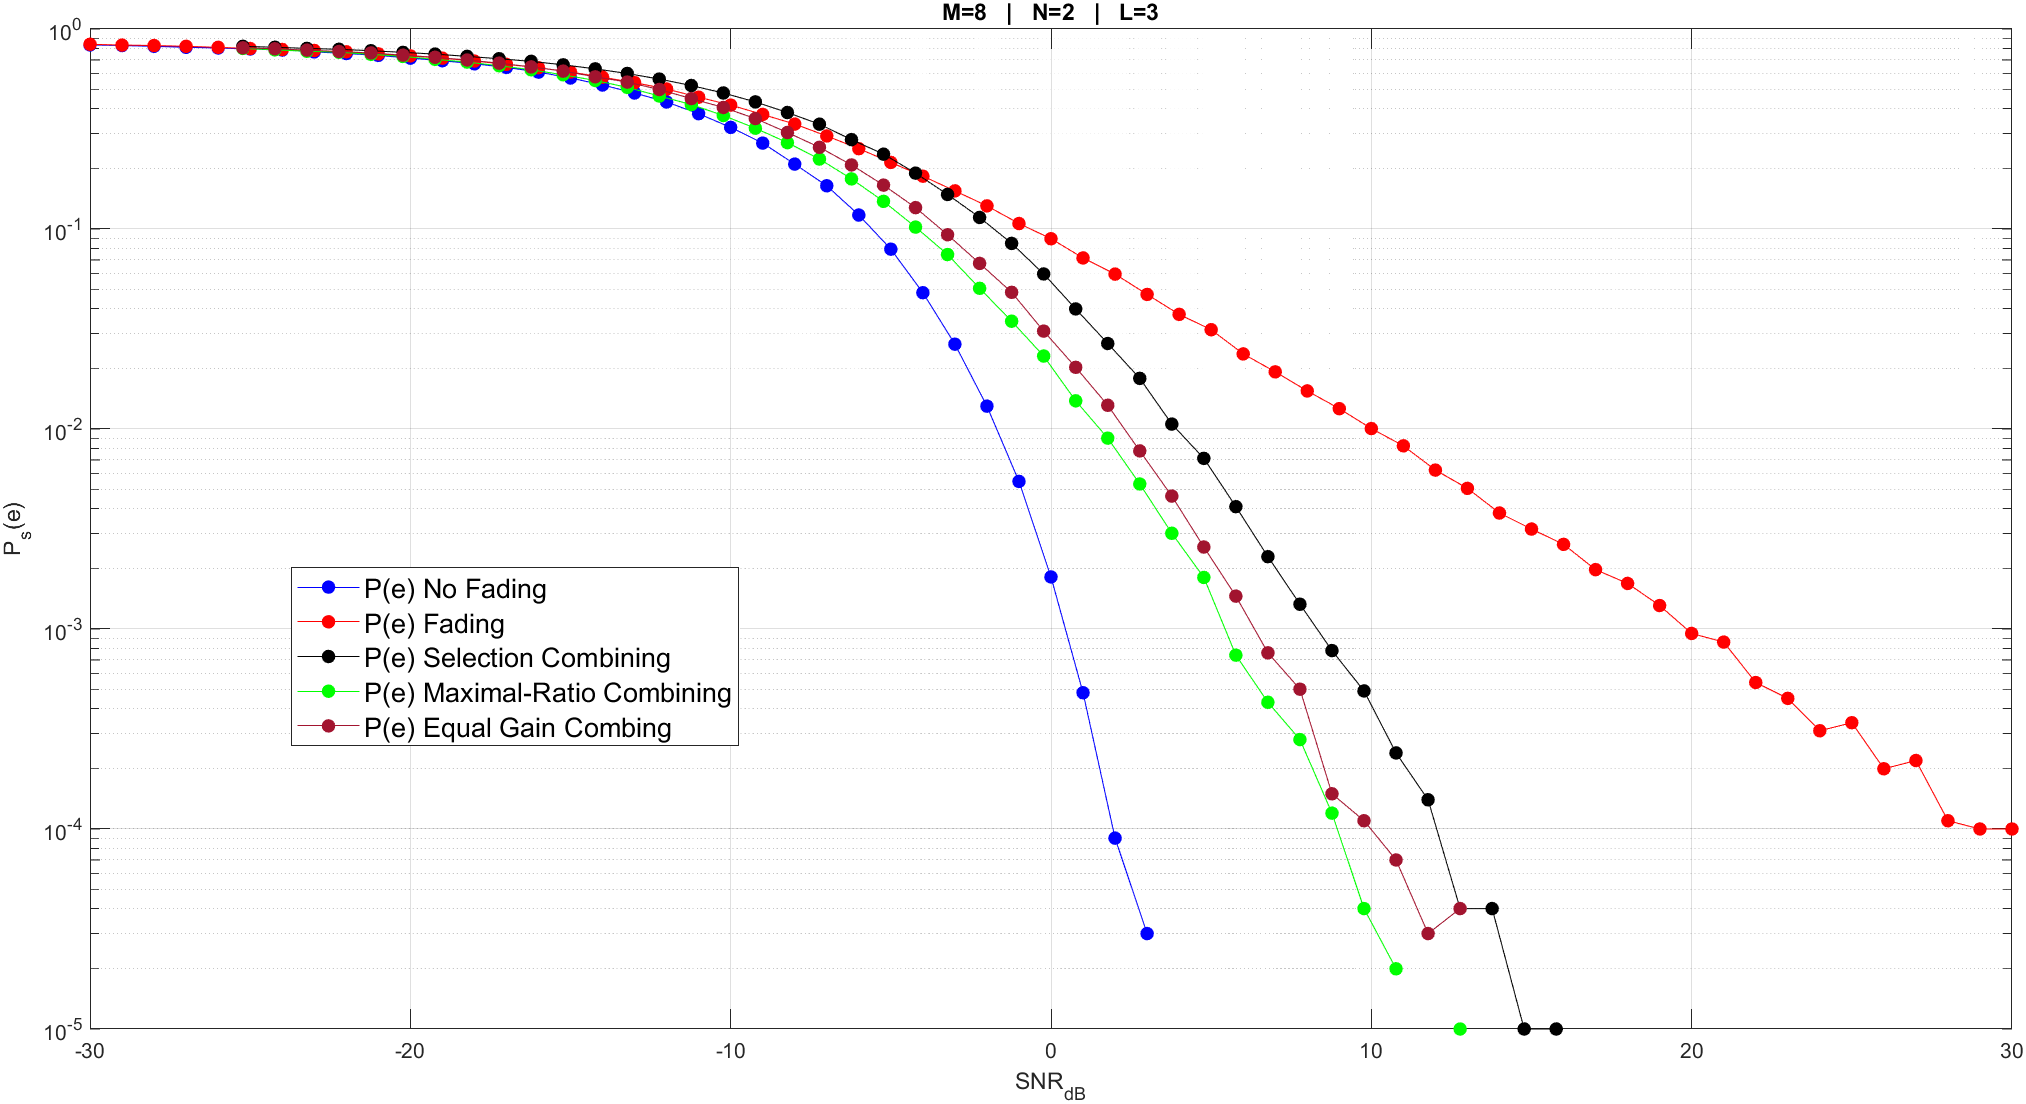 M=8 | N=2 | L=3
10^0
10^-1
10^-2
10^-3
10^-4
10^-5
P_s(e)
P(e) No Fading
P(e) Fading
P(e) Selection Combining
P(e) Maximal-Ratio Combining
P(e) Equal Gain Combing
-30 -20 -10 0 10 20 30
SNR_dB